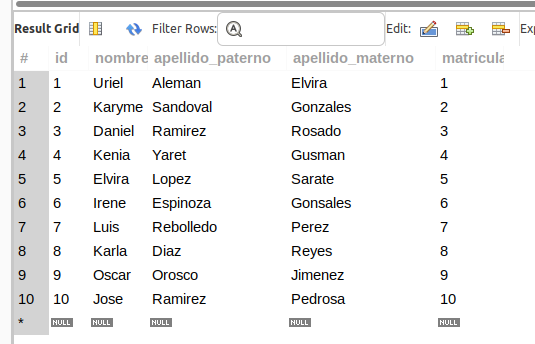 Result Grid Filter Rows: A Edit:
# id nombre apellido_paterno apellido_materno matricula
1 1 Uriel Aleman Elvira 1
2 2 Karyme Sandoval Gonzales 2
3 3 Daniel Ramirez Rosado 3
4 4 Kenia Yaret Gusman 4
5 5 Elvira Lopez Sarate 5
6 6 Irene Espinoza Gonsales 6
7 7 Luis Rebolledo Perez 7
8 8 Karla Diaz Reyes 8
9 9 Oscar Orosco Jimenez 9
10 10 Jose Ramirez Pedrosa 10
* NULL NULL NULL NULL NULL